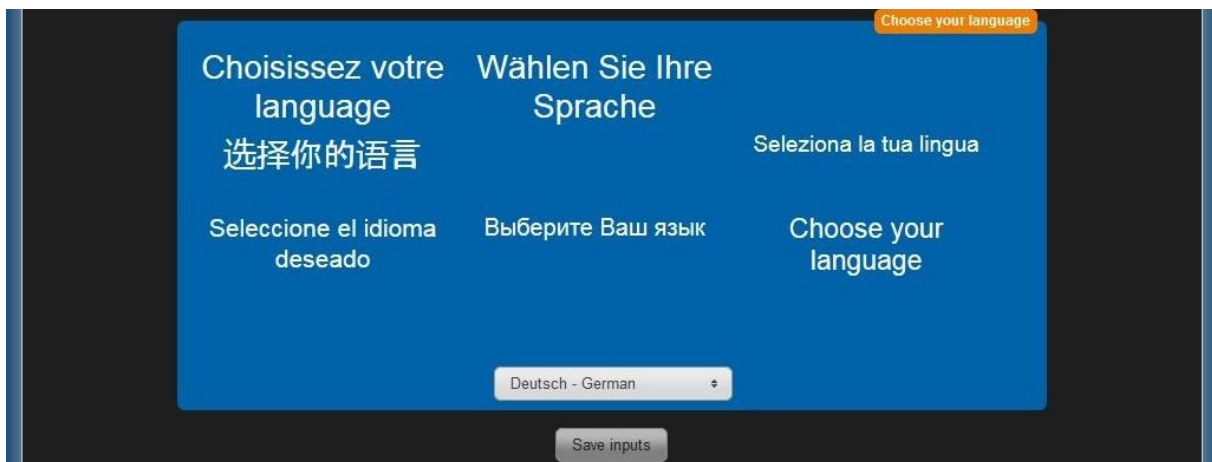 Choose your language
Choisissez votre
language
选择你的语言
Wählen Sie Ihre
Sprache
Seleziona la tua lingua
Seleccione el idioma
deseado
Выберите Ваш язык
Choose your
language
Deutsch - German
Save inputs